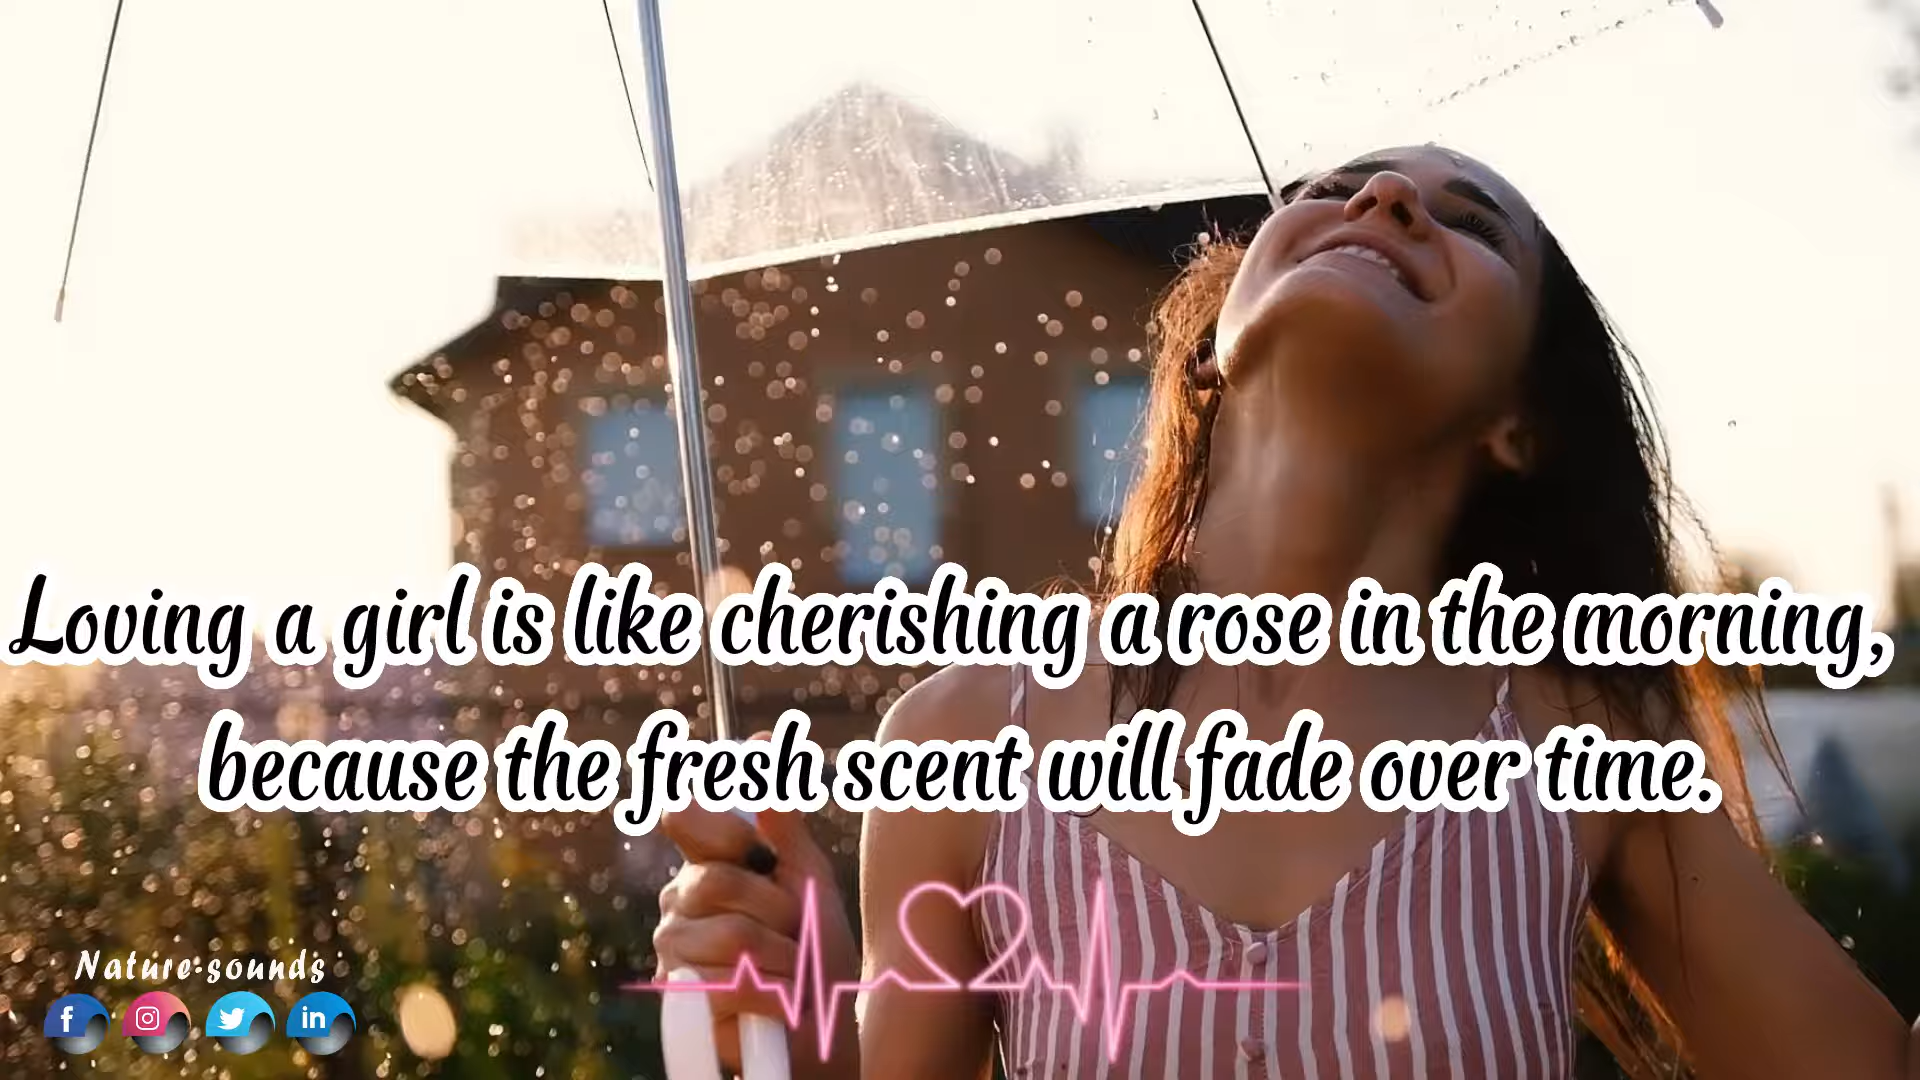 Loving a girl is like cherishing a rose in the morning,
because the fresh scent will fade over time.
Nature-sounds
f in